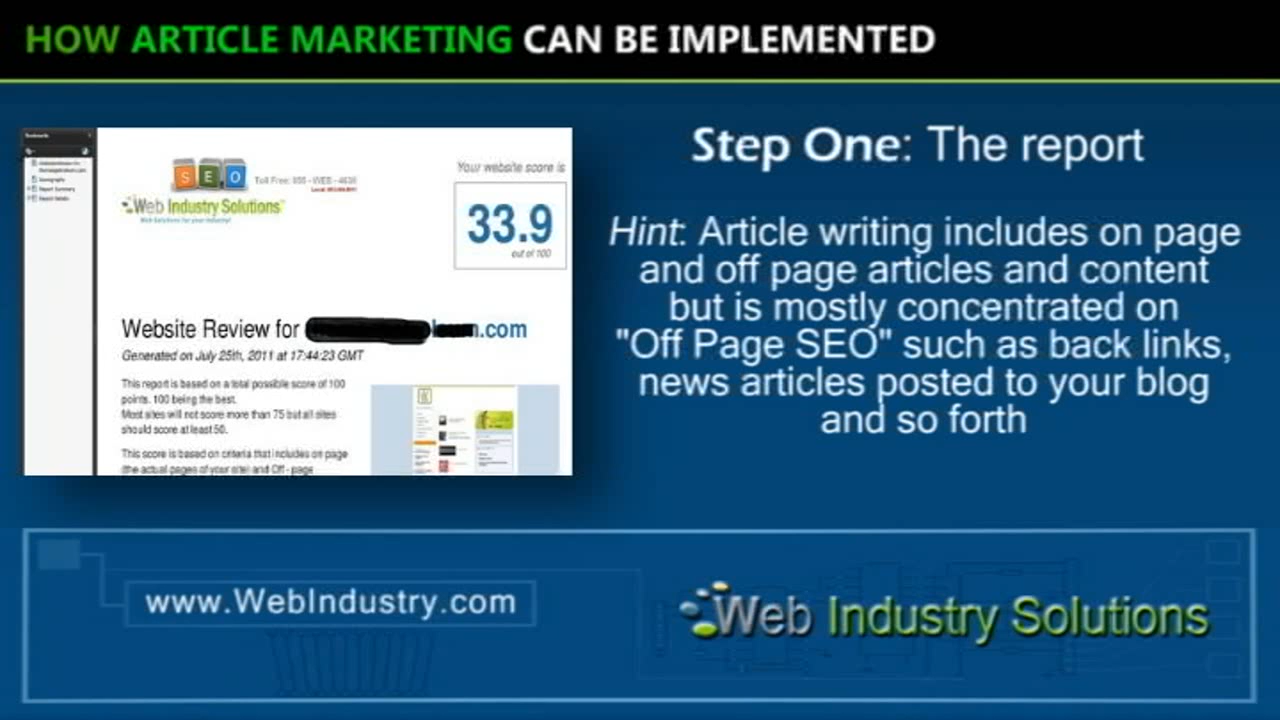 HOW ARTICLE MARKETING CAN BE IMPLEMENTED
Step One: The report
Hint: Article writing includes on page
and off page articles and content
but is mostly concentrated on
"Off Page SEO" such as back links,
news articles posted to your blog
and so forth
SEO
Toll Free: 855 - WEB - 4638
Web Industry Solutions
Web Solutions for your Industry!
Your website score is
33.9
out of 100
Website Review for
.com
Generated on July 25th, 2011 at 17:44:23 GMT
This report is based on a total possible score of 100
points. 100 being the best.
Most sites will not score more than 75 but all sites
should score at least 50.
This score is based on criteria that includes on page
(the actual pages of your site) and Off - page
Bookmarks
Report Summary
Report Details
www.WebIndustry.com
Web Industry Solutions